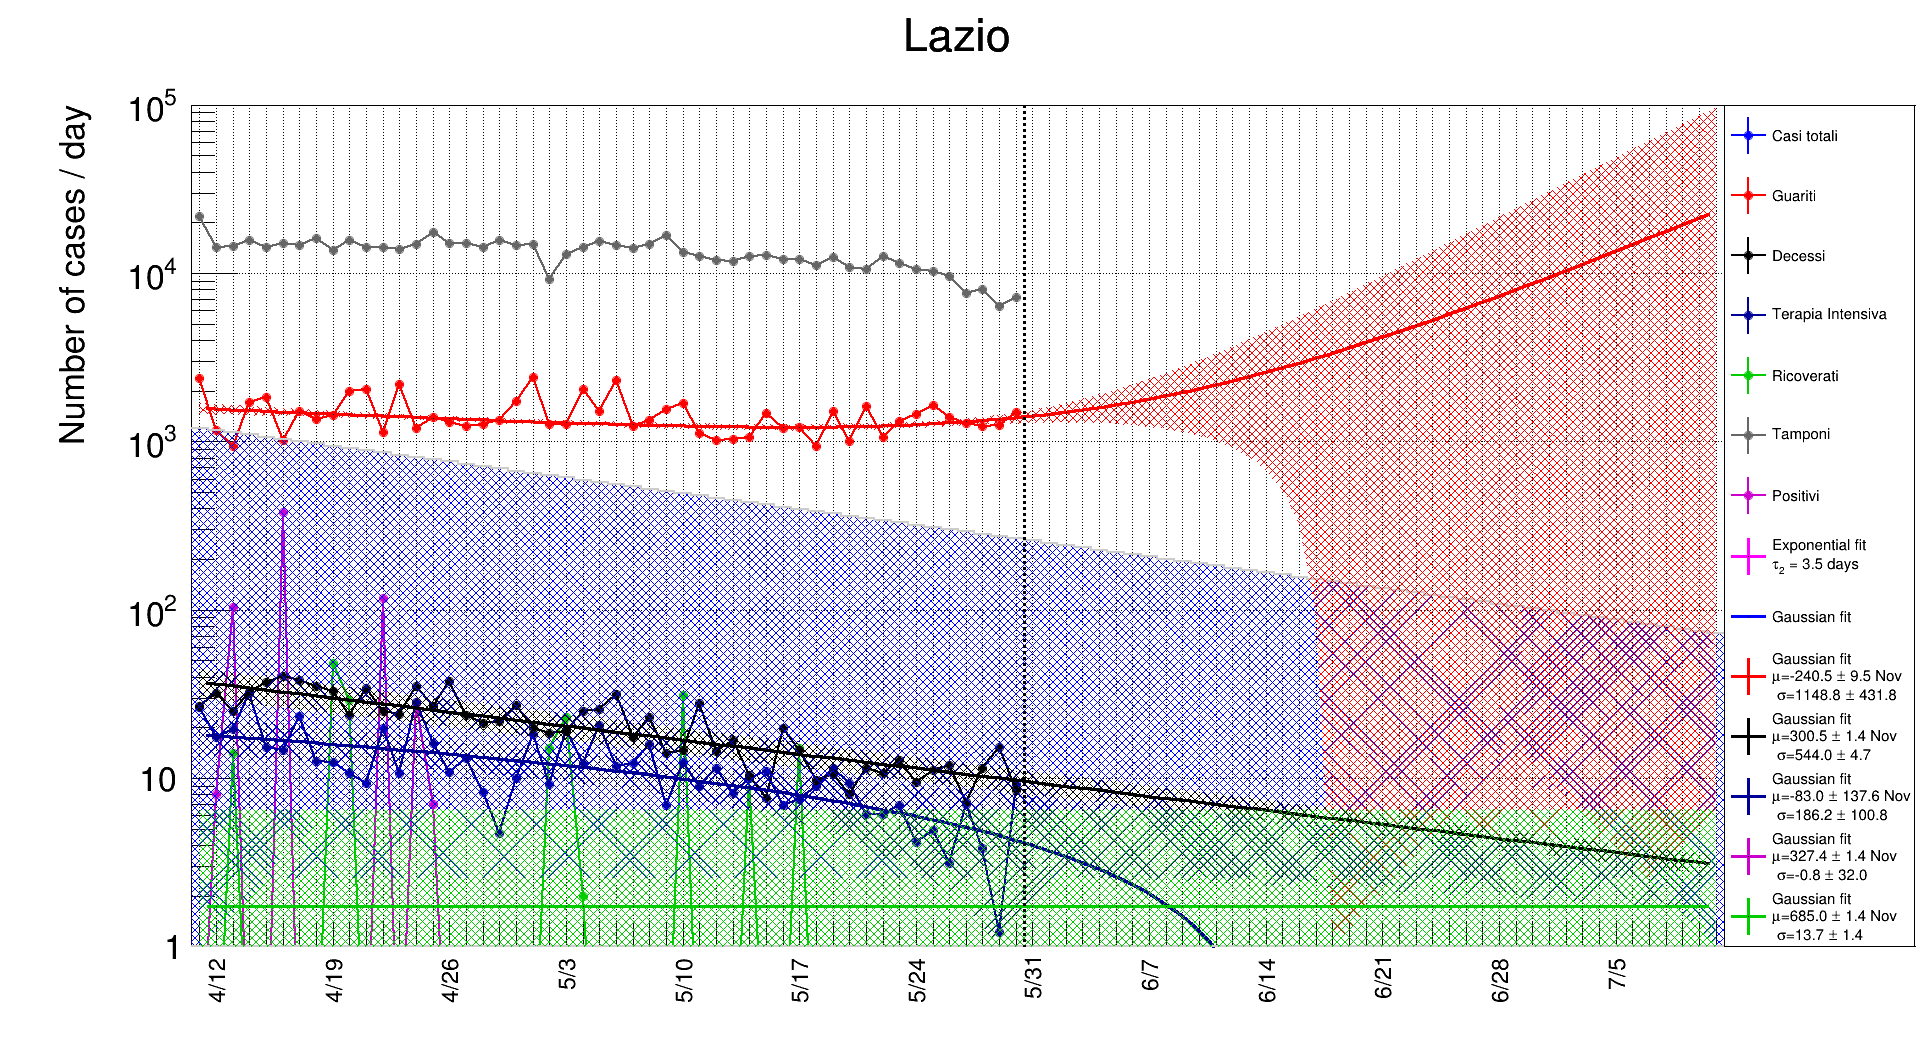 Lazio
Number of cases / day
10^5
10^4
10^3
10^2
10
1
4/12
4/19
4/26
5/3
5/10
5/17
5/24
5/31
6/7
6/14
6/21
6/28
7/5
Casi totali
Guariti
Decessi
Terapia Intensiva
Ricoverati
Tamponi
Positivi
Exponential fit
τ₂ = 3.5 days
Gaussian fit
Gaussian fit
μ=-240.5 ± 9.5 Nov
σ=1148.8 ± 431.8
Gaussian fit
μ=300.5 ± 1.4 Nov
σ=544.0 ± 4.7
Gaussian fit
μ=-83.0 ± 137.6 Nov
σ=186.2 ± 100.8
Gaussian fit
μ=327.4 ± 1.4 Nov
σ=-0.8 ± 32.0
Gaussian fit
μ=685.0 ± 1.4 Nov
σ=13.7 ± 1.4